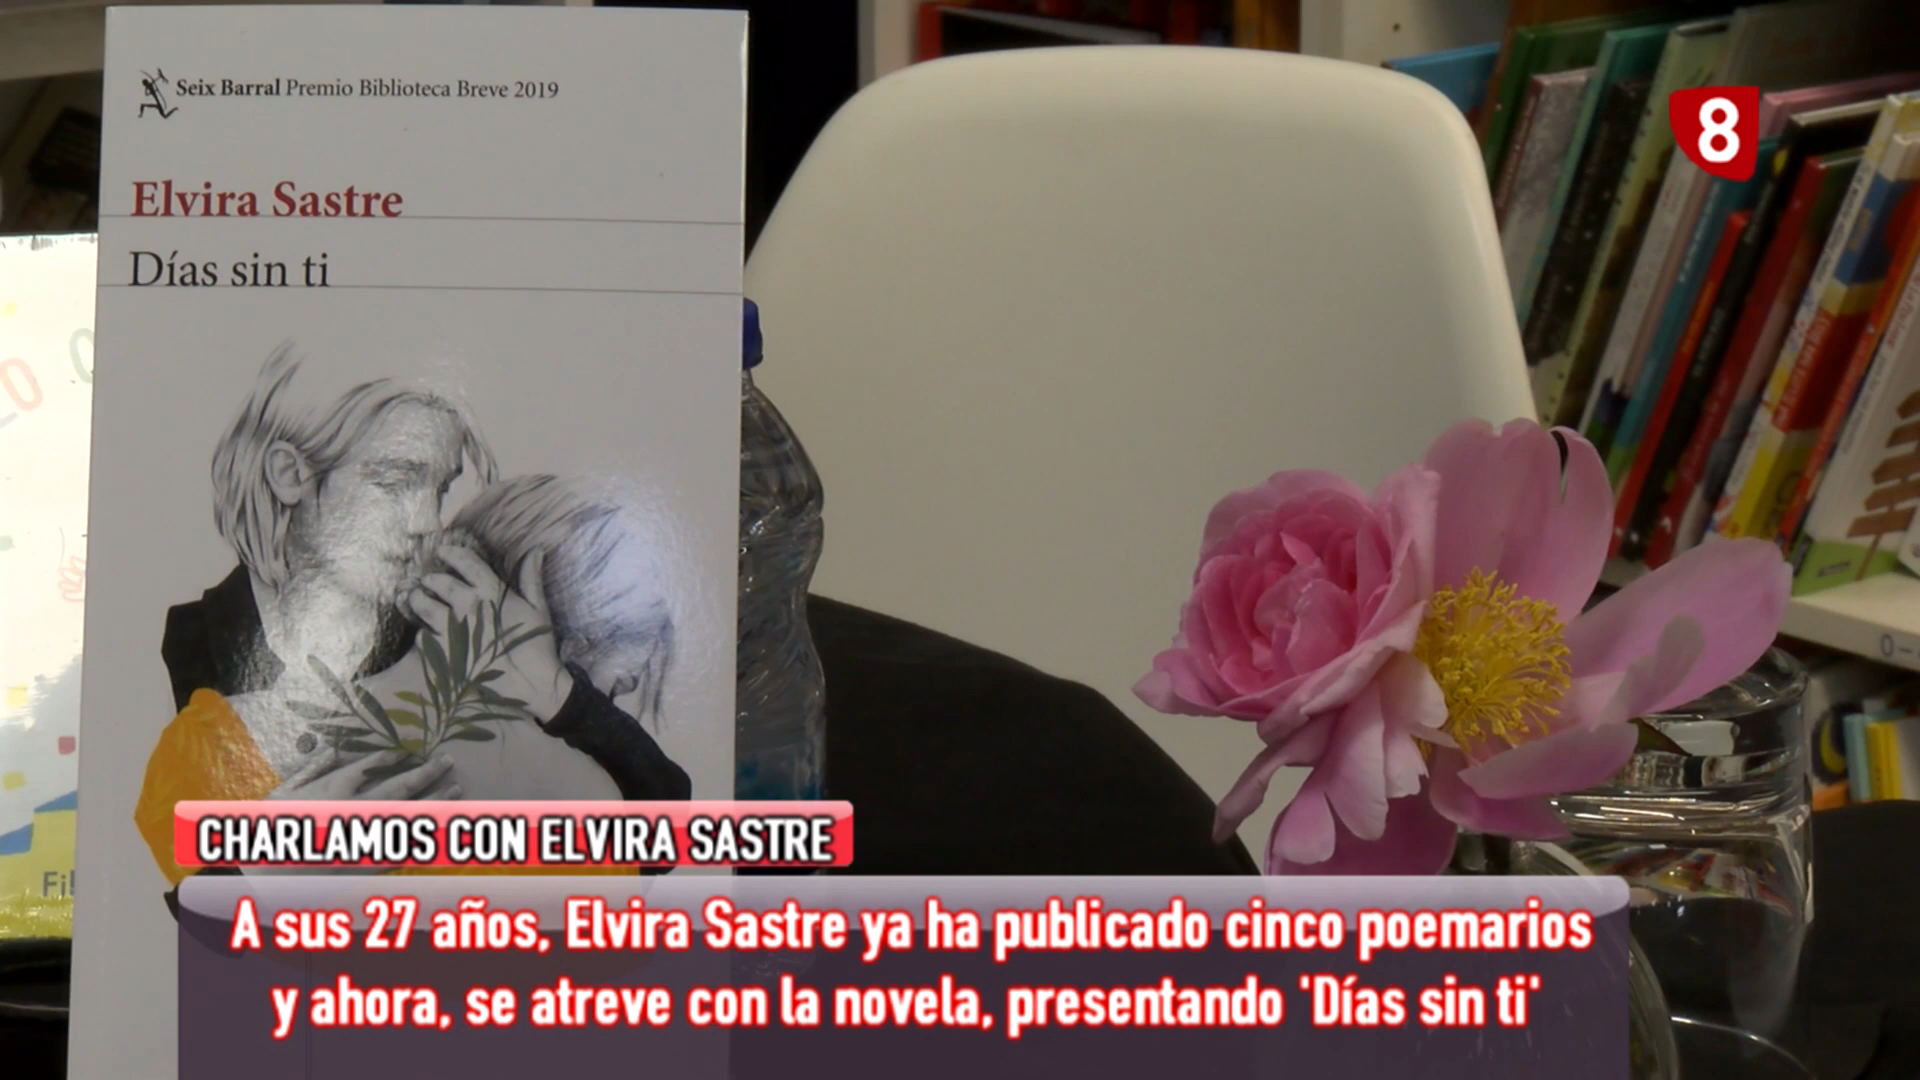 Seix Barral Premio Biblioteca Breve 2019
8
Elvira Sastre
Días sin ti
CHARLAMOS CON ELVIRA SASTRE
A sus 27 años, Elvira Sastre ya ha publicado cinco poemarios
y ahora, se atreve con la novela, presentando 'Días sin ti'